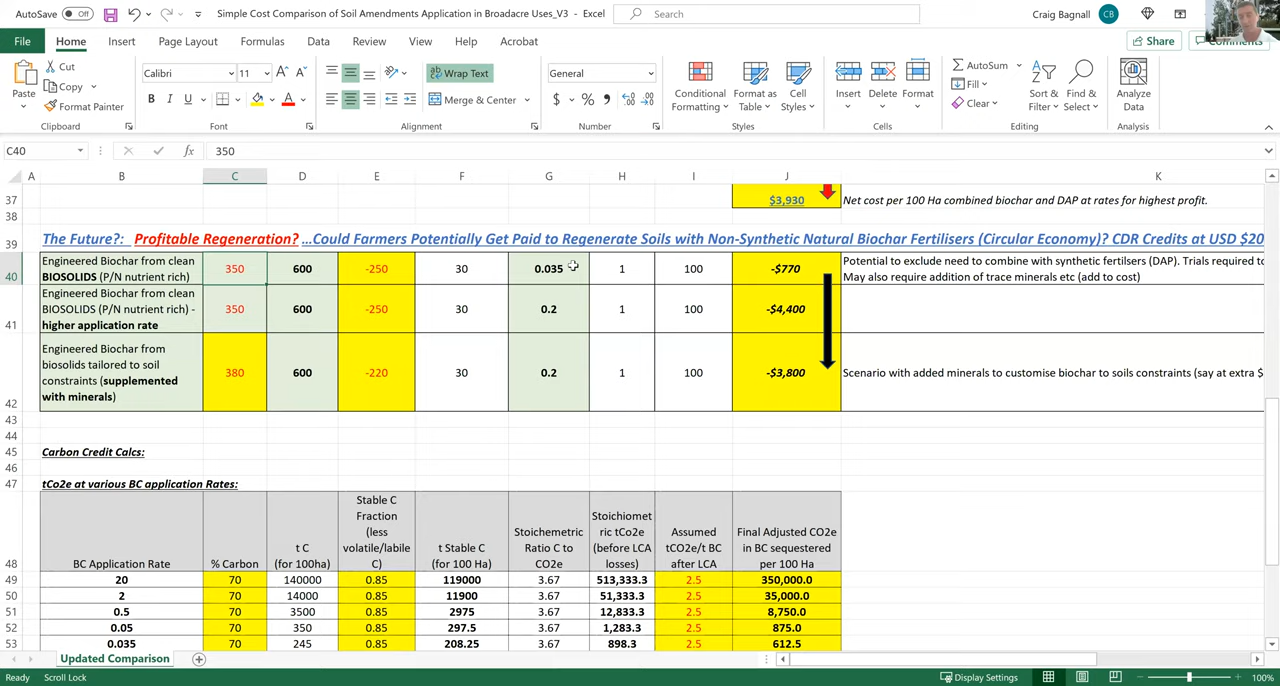 AutoSave Off Simple Cost Comparison of Soil Amendments Application in Broadacre Uses_V3 - Excel Search Craig Bagnall CB
File Home Insert Page Layout Formulas Data Review View Help Acrobat Share Comments
Paste Cut Copy Format Painter Clipboard
Calibri 11 A A B I U A Font
Wrap Text Merge & Center Alignment
General $ % , Number
Conditional Formatting Format as Table Cell Styles Styles
Insert Delete Format Cells
AutoSum Fill Clear Sort & Filter Find & Select Editing
Analyze Data Analysis
C40 fx 350
A B C D E F G H I J K
37 $3,930 Net cost per 100 Ha combined biochar and DAP at rates for highest profit.
38
39 The Future?: Profitable Regeneration? ...Could Farmers Potentially Get Paid to Regenerate Soils with Non-Synthetic Natural Biochar Fertilisers (Circular Economy)? CDR Credits at USD $20
40 Engineered Biochar from clean BIOSOLIDS (P/N nutrient rich) 350 600 -250 30 0.035 1 100 -$770 Potential to exclude need to combine with synthetic fertilsers (DAP). Trials required to
May also require addition of trace minerals etc (add to cost)
41 Engineered Biochar from clean BIOSOLIDS (P/N nutrient rich) - higher application rate 350 600 -250 30 0.2 1 100 -$4,400
42 Engineered Biochar from biosolids tailored to soil constraints (supplemented with minerals) 380 600 -220 30 0.2 1 100 -$3,800 Scenario with added minerals to customise biochar to soils constraints (say at extra $
43
44
45 Carbon Credit Calcs:
46
47 tCo2e at various BC application Rates:
48 BC Application Rate % Carbon t C (for 100ha) Stable C Fraction (less volatile/labile C) t Stable C (for 100 Ha) Stoichemetric Ratio C to CO2e Stoichiometric tCo2e (before LCA losses) Assumed tCO2e/t BC after LCA Final Adjusted CO2e in BC sequestered per 100 Ha
49 20 70 140000 0.85 119000 3.67 513,333.3 2.5 350,000.0
50 2 70 14000 0.85 11900 3.67 51,333.3 2.5 35,000.0
51 0.5 70 3500 0.85 2975 3.67 12,833.3 2.5 8,750.0
52 0.05 70 350 0.85 297.5 3.67 1,283.3 2.5 875.0
53 0.035 70 245 0.85 208.25 3.67 898.3 2.5 612.5
Updated Comparison
Ready Scroll Lock Display Settings 100%